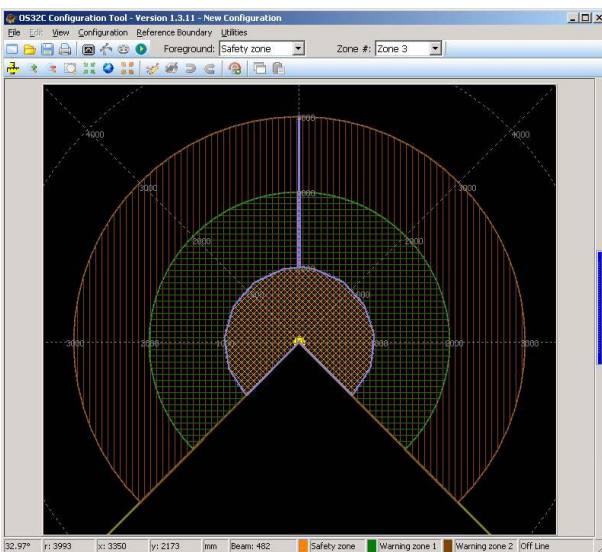 OS32C Configuration Tool - Version 1.3.11 - New Configuration
File Edit View Configuration Reference Boundary Utilities
Foreground: Safety zone Zone #: Zone 3
4000 4000 4000
3000 3000 3000
2000 2000
1000
3000 2000 1000 2000 3000
32.97° r: 3993 x: 3350 y: 2173 mm Beam: 482 Safety zone Warning zone 1 Warning zone 2 Off Line